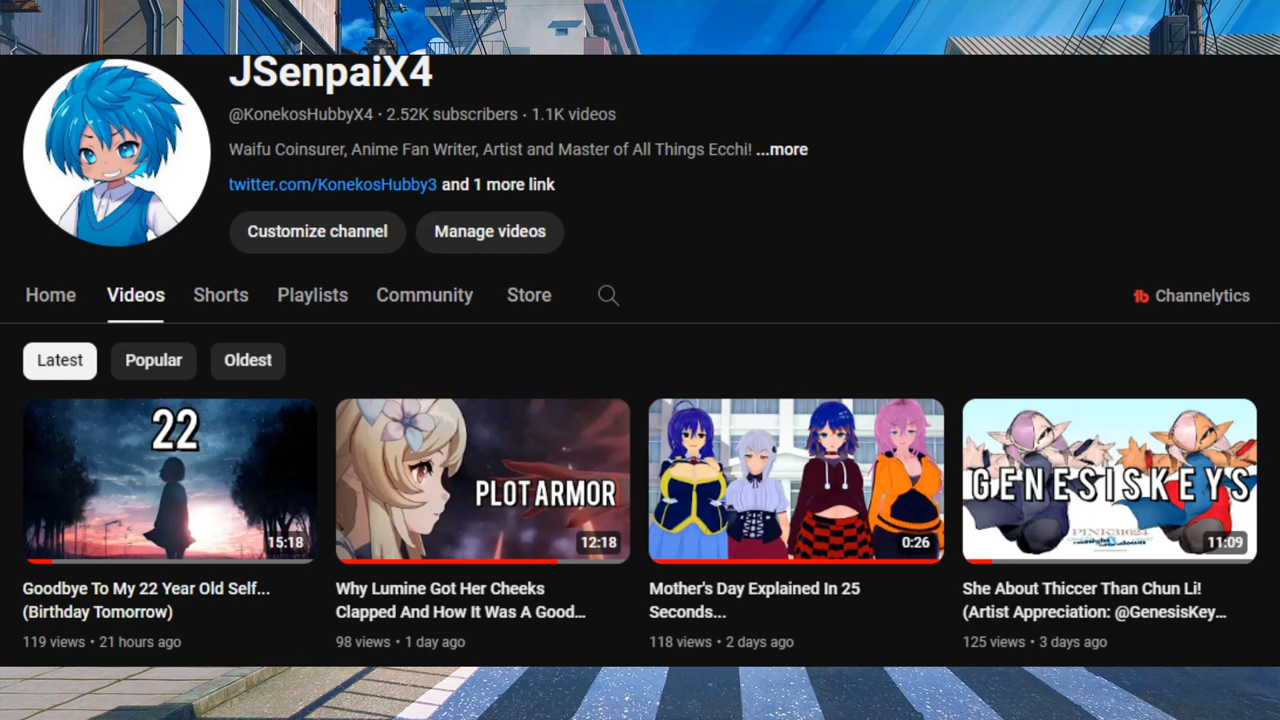 JSenpaiX4
@KonekosHubbyX4 · 2.52K subscribers · 1.1K videos
Waifu Coinsurer, Anime Fan Writer, Artist and Master of All Things Ecchi! ...more
twitter.com/KonekosHubby3 and 1 more link
Customize channel Manage videos
Home Videos Shorts Playlists Community Store
Channelytics
Latest Popular Oldest
22
15:18
PLOT ARMOR
12:18
0:26
GENESISKEYS
PINK31624
11:09
Goodbye To My 22 Year Old Self...
(Birthday Tomorrow)
119 views · 21 hours ago
Why Lumine Got Her Cheeks
Clapped And How It Was A Good...
98 views · 1 day ago
Mother's Day Explained In 25
Seconds...
118 views · 2 days ago
She About Thiccer Than Chun Li!
(Artist Appreciation: @GenesisKey...
125 views · 3 days ago